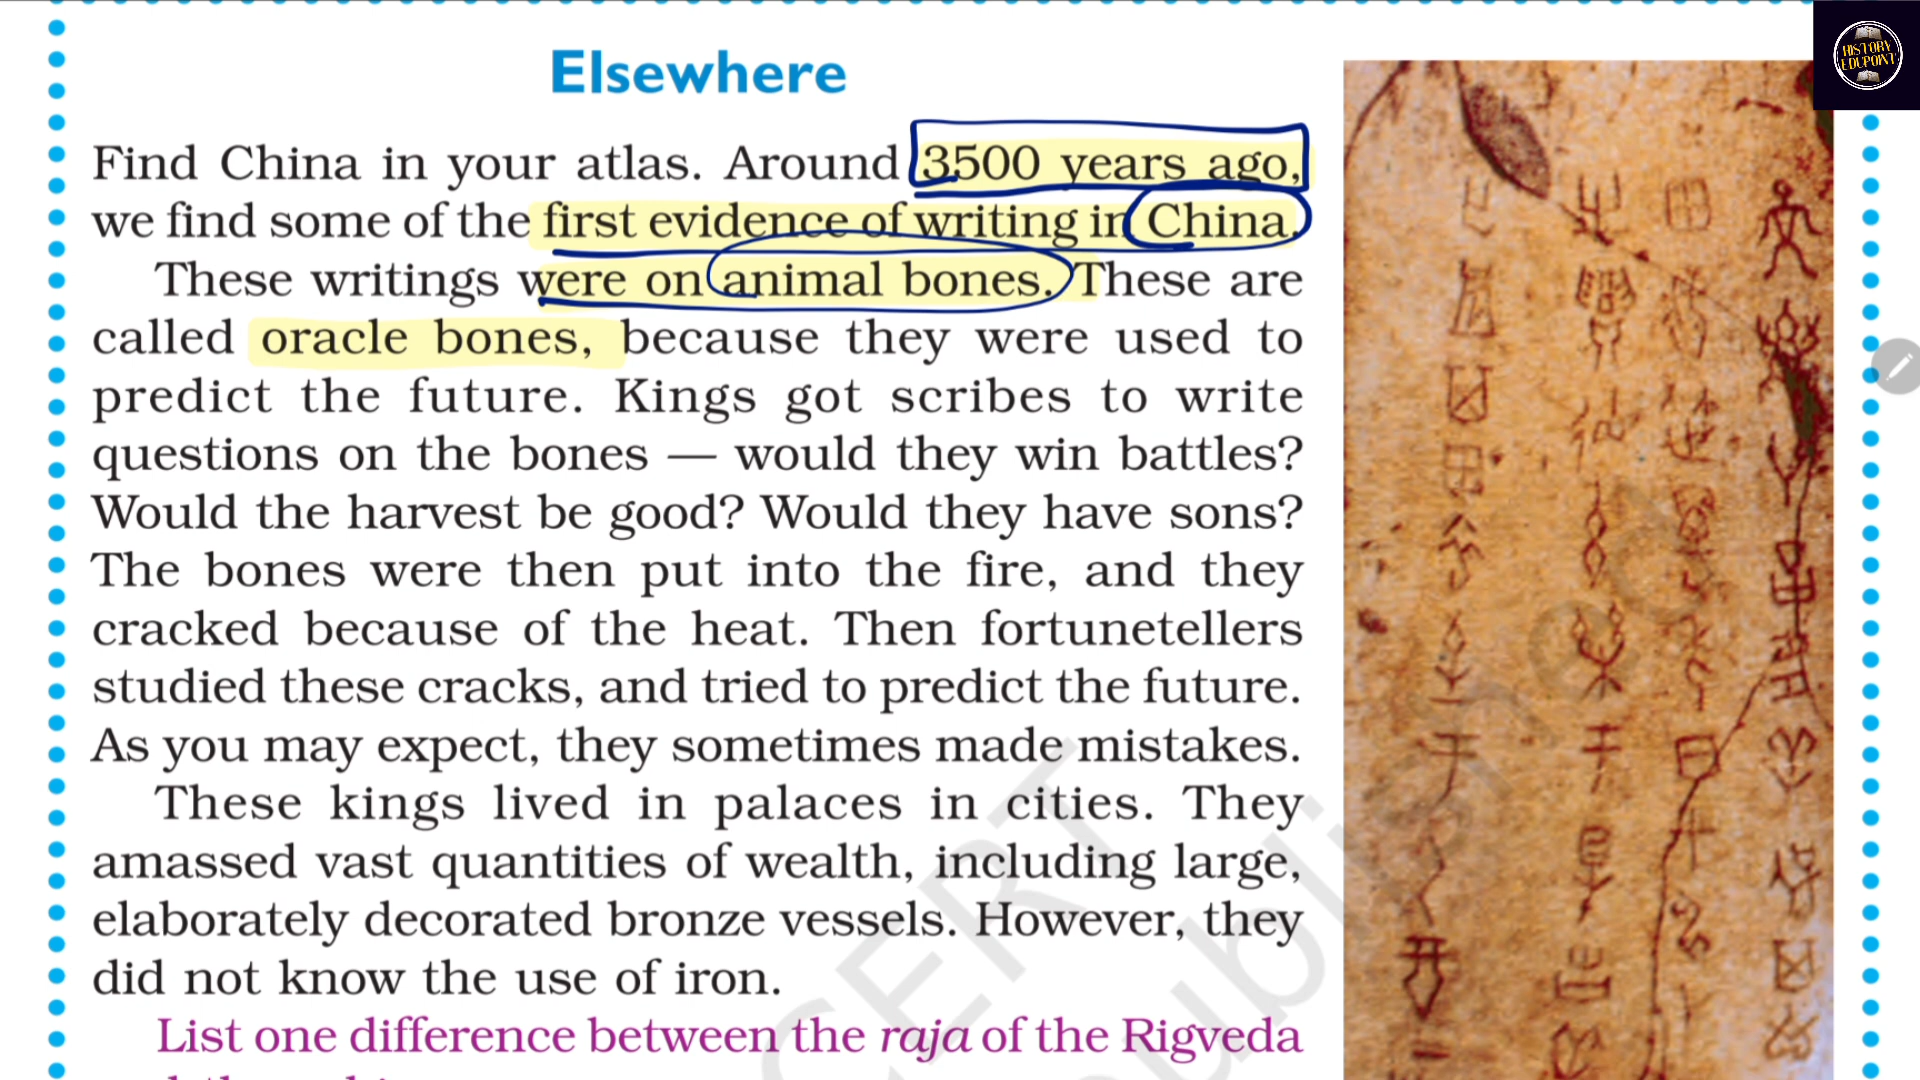 HISTORY
EDUPOINT
Elsewhere
Find China in your atlas. Around 3500 years ago,
we find some of the first evidence of writing in China.
These writings were on animal bones. These are
called oracle bones, because they were used to
predict the future. Kings got scribes to write
questions on the bones — would they win battles?
Would the harvest be good? Would they have sons?
The bones were then put into the fire, and they
cracked because of the heat. Then fortunetellers
studied these cracks, and tried to predict the future.
As you may expect, they sometimes made mistakes.
These kings lived in palaces in cities. They
amassed vast quantities of wealth, including large,
elaborately decorated bronze vessels. However, they
did not know the use of iron.
List one difference between the raja of the Rigveda